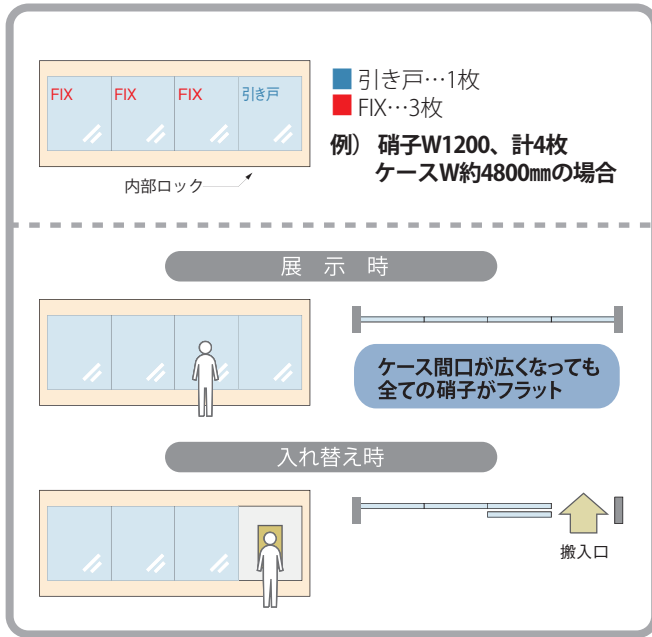 FIX FIX FIX 引き戸
内部ロック
引き戸…1枚
FIX…3枚
例） 硝子W1200、計4枚
ケースW約4800㎜の場合
展 示 時
ケース間口が広くなっても
全ての硝子がフラット
入れ替え時
搬入口